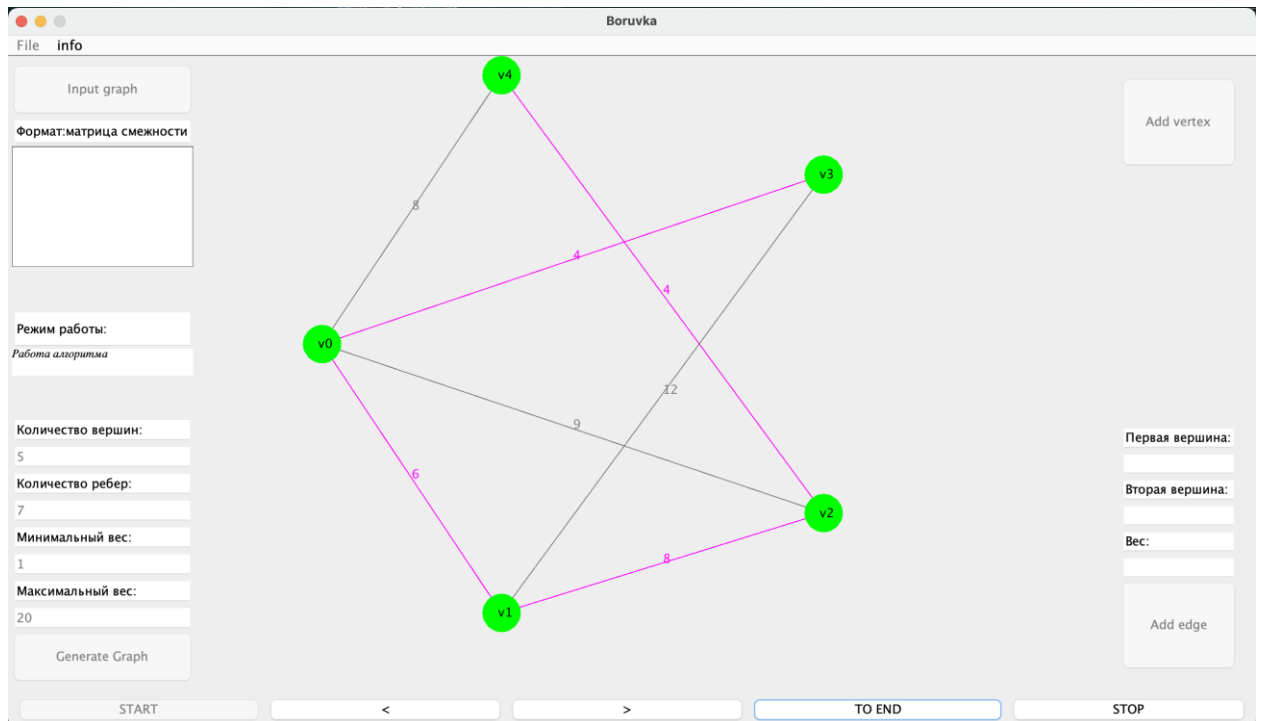 Boruvka
File info
Input graph
Формат:матрица смежности
Режим работы:
Работа алгоритма
Количество вершин:
5
Количество ребер:
7
Минимальный вес:
1
Максимальный вес:
20
Generate Graph
v4
v3
8
4
4
v0
12
9
6
v2
8
v1
Add vertex
Первая вершина:
Вторая вершина:
Вес:
Add edge
START < > TO END STOP